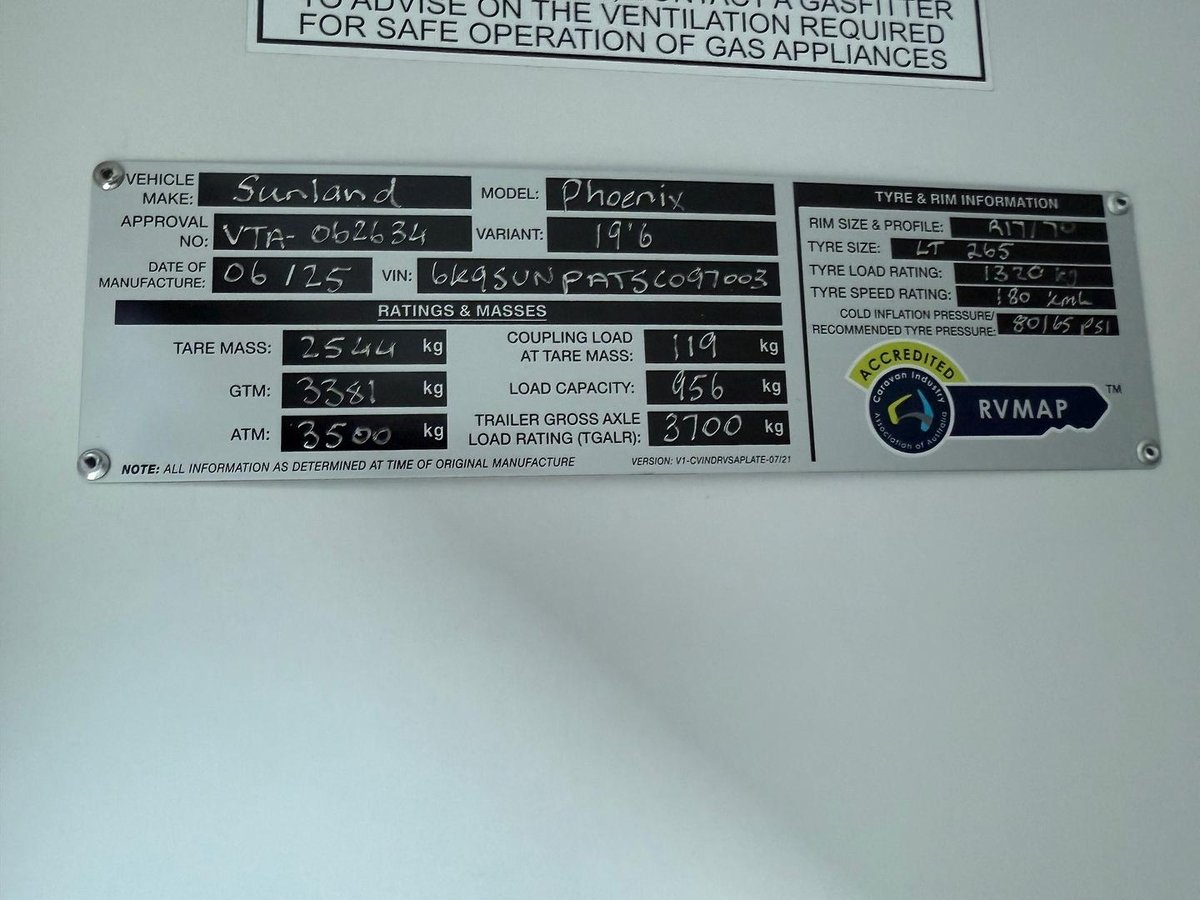 TO ADVISE ON THE VENTILATION REQUIRED
FOR SAFE OPERATION OF GAS APPLIANCES
VEHICLE MAKE: Sunland MODEL: Phoenix
APPROVAL NO: VTA-062634 VARIANT: 19'6
DATE OF MANUFACTURE: 06/25 VIN: 6K9SUNPATSC097003
RATINGS & MASSES
TARE MASS: 2544 kg COUPLING LOAD AT TARE MASS: 119 kg
GTM: 3381 kg LOAD CAPACITY: 956 kg
ATM: 3500 kg TRAILER GROSS AXLE LOAD RATING (TGALR): 3700 kg
NOTE: ALL INFORMATION AS DETERMINED AT TIME OF ORIGINAL MANUFACTURE VERSION: V1-CVINDRVSAPLATE-07/21
TYRE & RIM INFORMATION
RIM SIZE & PROFILE: R17/70
TYRE SIZE: LT 265
TYRE LOAD RATING: 1320 kg
TYRE SPEED RATING: 180 kmh
COLD INFLATION PRESSURE/
RECOMMENDED TYRE PRESSURE: 80/65 PSI
ACCREDITED
Caravan Industry Association of Australia
RVMAP TM